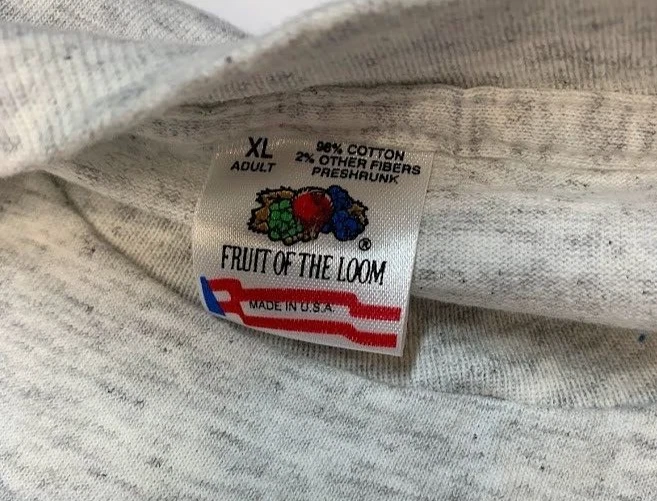 XL
ADULT
98% COTTON
2% OTHER FIBERS
PRESHRUNK
®
FRUIT OF THE LOOM
MADE IN U.S.A.